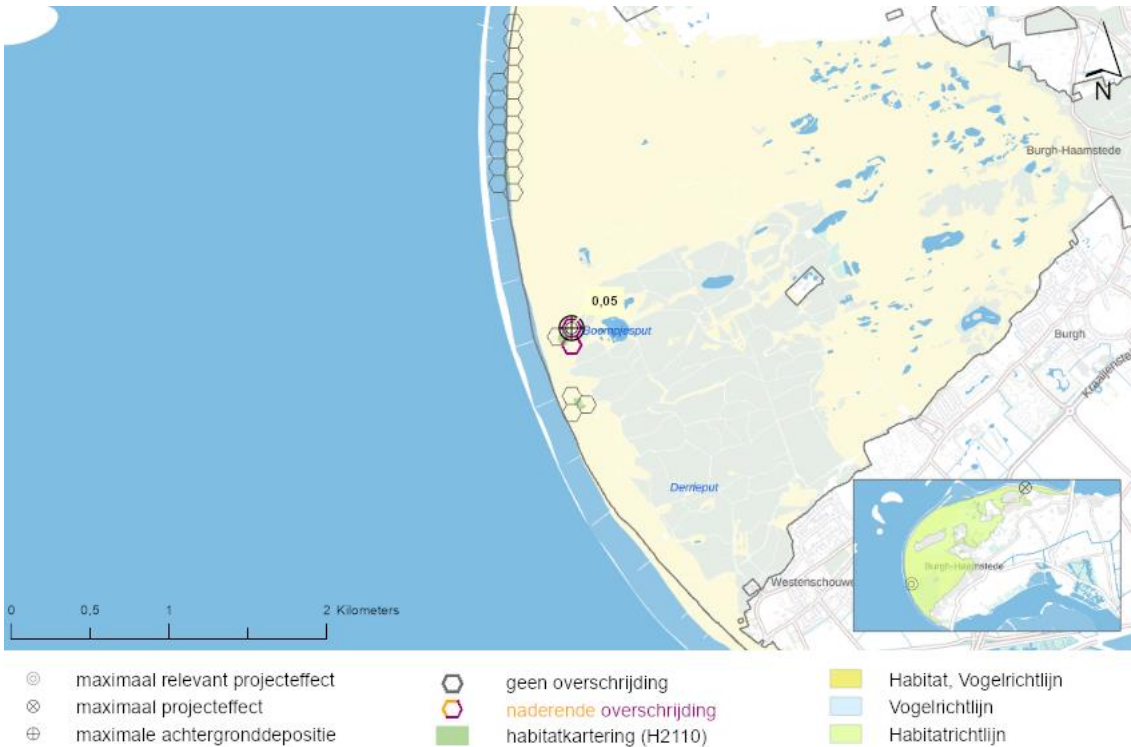 N
Burgh-Haamstede
0,05
Boompjesput
Burgh
Derrieput
Burgh-Haamstede
0 0,5 1 2 Kilometers
maximaal relevant projecteffect
maximaal projecteffect
maximale achtergronddepositie
geen overschrijding
naderende overschrijding
habitatkartering (H2110)
Habitat, Vogelrichtlijn
Vogelrichtlijn
Habitatrichtlijn